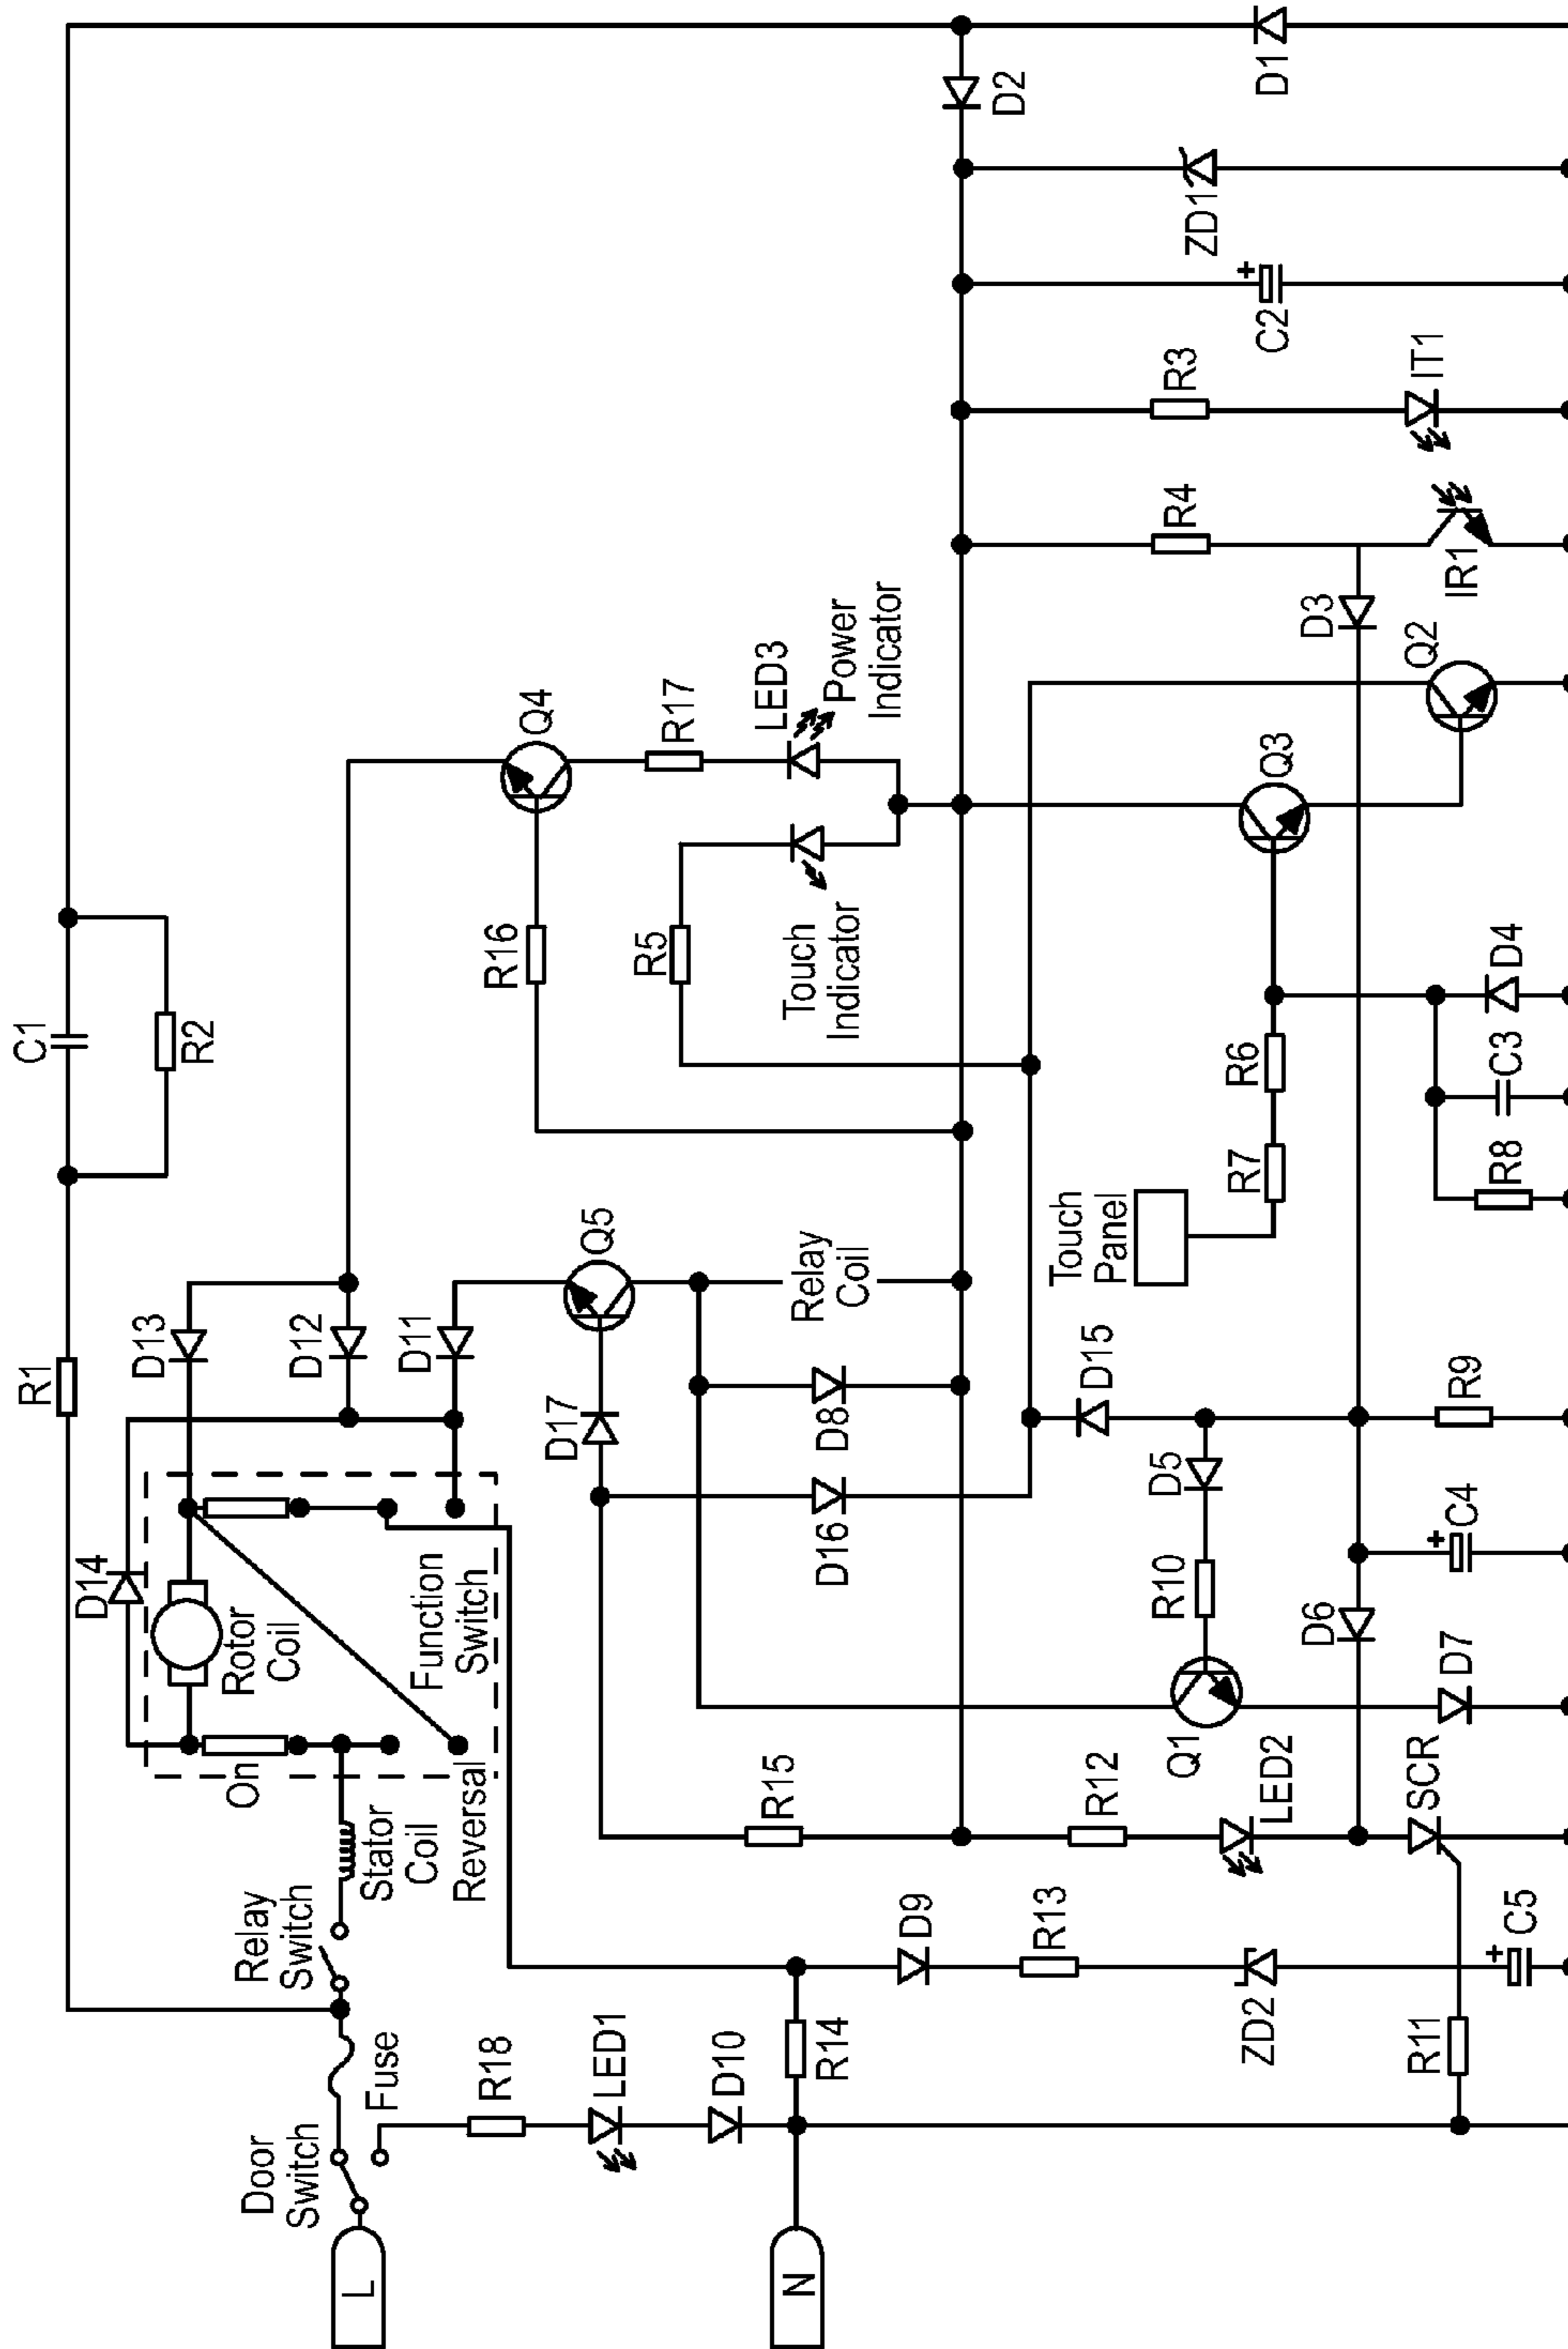 C1
R2
R1
D13
D12
D11
D14
Rotor
Coil
On
Function
Switch
Reversal
Stator
Coil
Relay
Switch
Fuse
Door
Switch
L
N
R18
LED1
D10
R14
D9
R13
ZD2
C5
R11
Q4
R17
LED3
Power
Indicator
R16
R5
Touch
Indicator
Q5
D17
Relay
Coil
D8
D16
R15
R12
LED2
SCR
D2
D1
ZD1
+
C2
R3
IT1
R4
IR1
D3
Q2
Q3
R6
R7
Touch
Panel
D4
C3
R8
D15
D5
R10
Q1
R9
+
C4
D6
D7
+